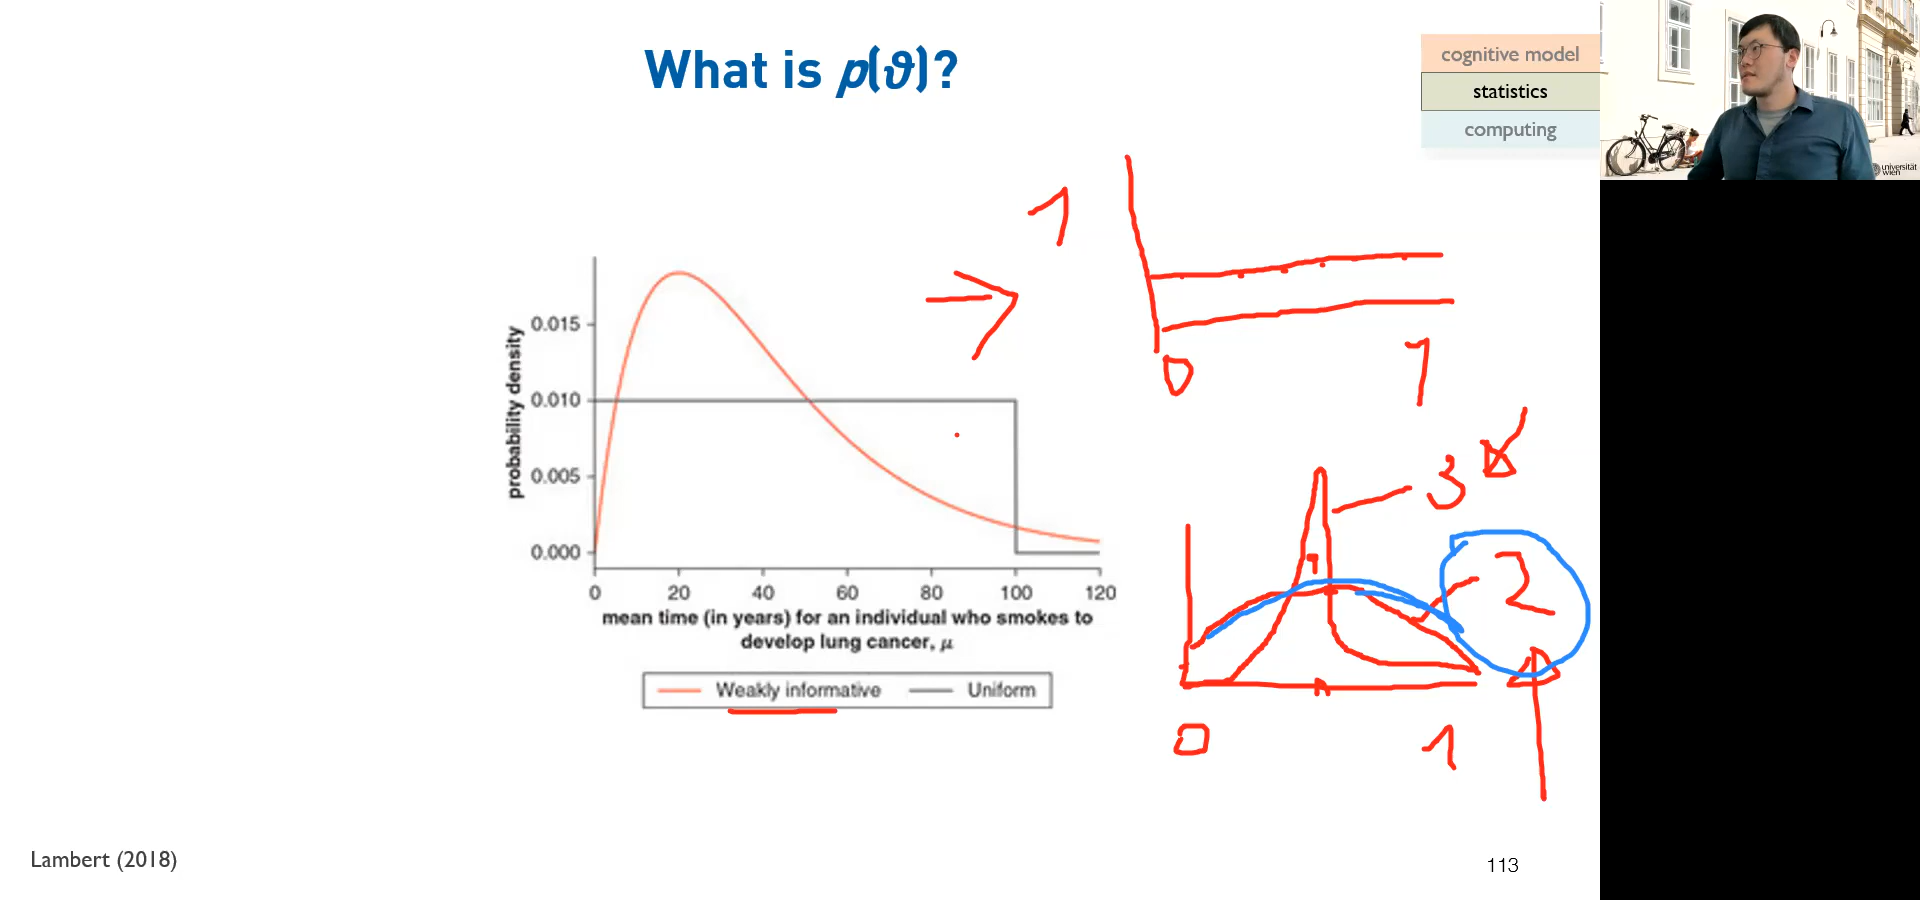 What is p(ϑ)?
cognitive model
statistics
computing
universität
wien
1
0
1
0.015
0.010
0.005
0.000
probability density
0 20 40 60 80 100 120
mean time (in years) for an individual who smokes to
develop lung cancer, μ
Weakly informative Uniform
3
2
0
1
Lambert (2018)
113